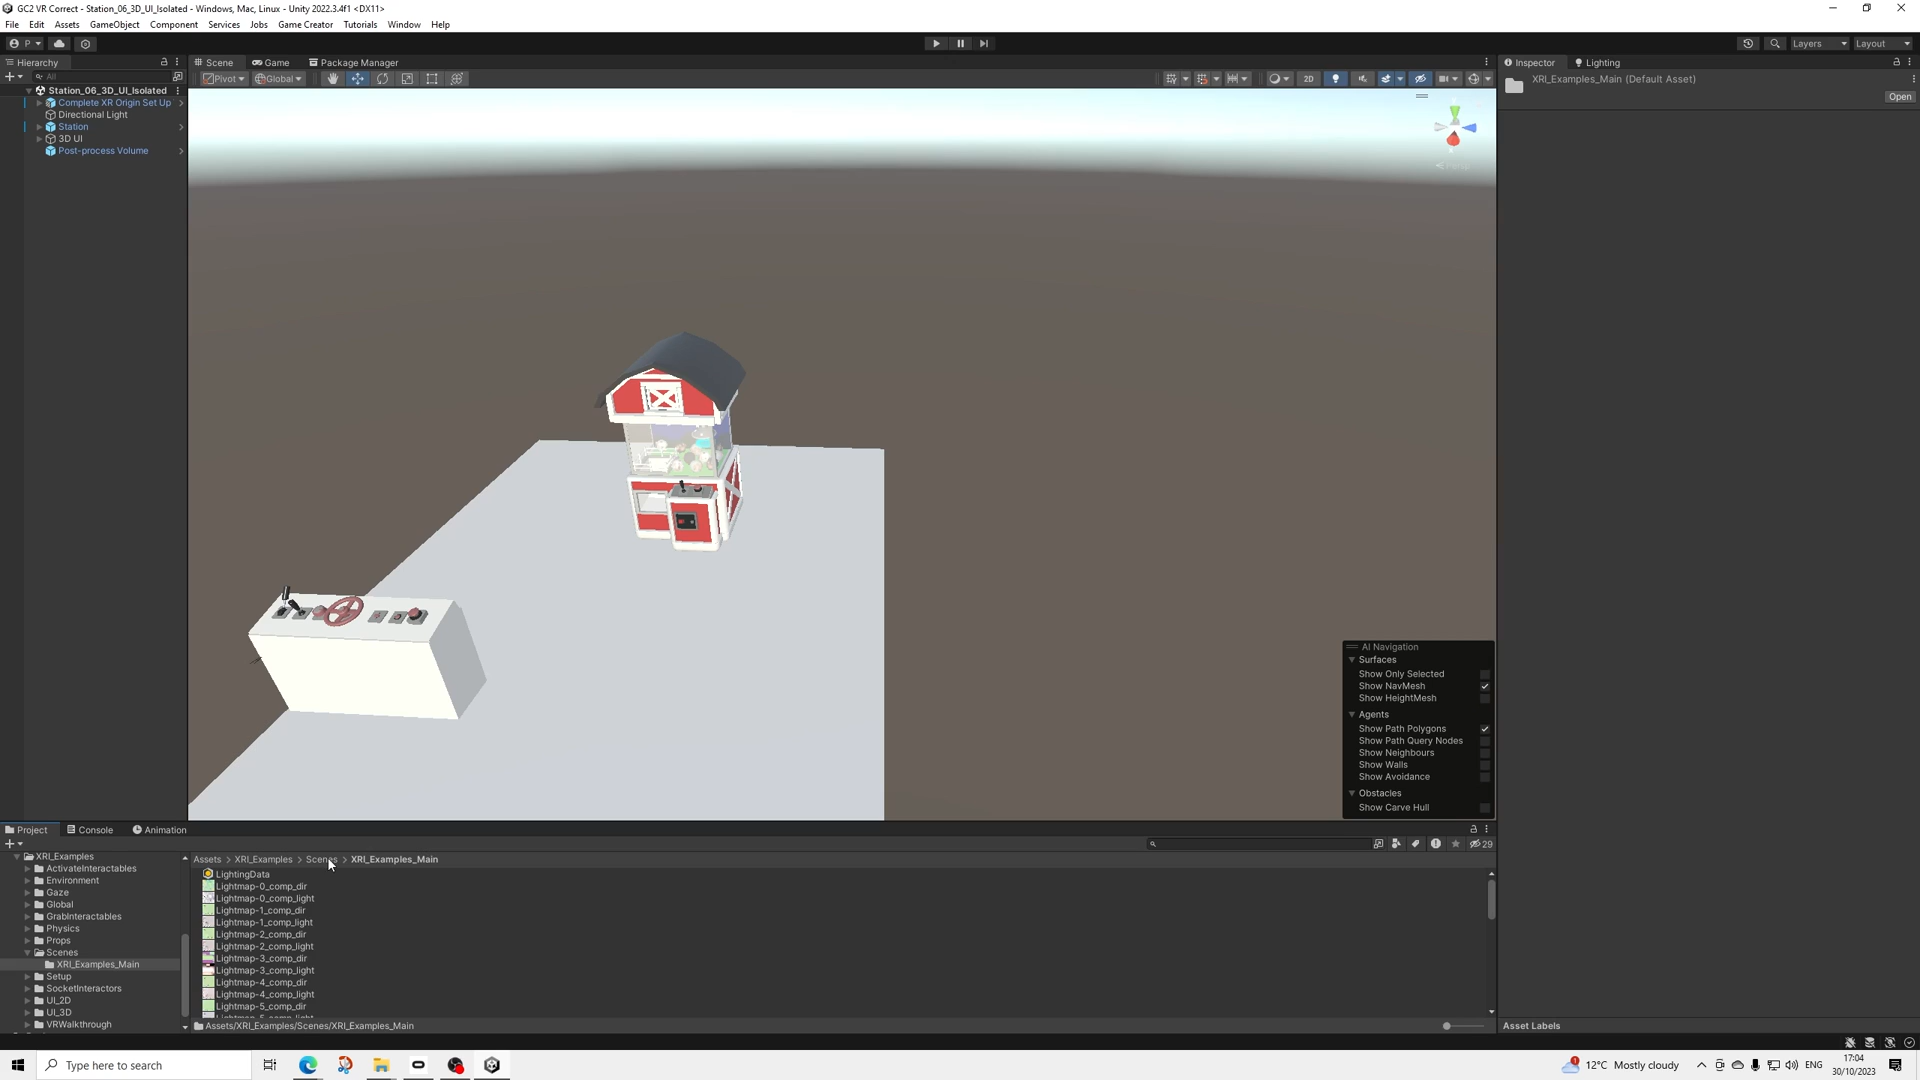 GC2 VR Correct - Station_06_3D_UI_Isolated - Windows, Mac, Linux - Unity 2022.3.4f1 <DX11>
File Edit Assets GameObject Component Services Jobs Game Creator Tutorials Window Help
P
Layers Layout
Hierarchy
All
Station_06_3D_UI_Isolated
Complete XR Origin Set Up
Directional Light
Station
3D UI
Post-process Volume
Scene Game Package Manager
Pivot Global 2D
Persp
AI Navigation
Surfaces
Show Only Selected
Show NavMesh
Show HeightMesh
Agents
Show Path Polygons
Show Path Query Nodes
Show Neighbours
Show Walls
Show Avoidance
Obstacles
Show Carve Hull
Inspector Lighting
XRI_Examples_Main (Default Asset)
Open
Asset Labels
Project Console Animation
29
XRI_Examples
ActivateInteractables
Environment
Gaze
Global
GrabInteractables
Physics
Props
Scenes
XRI_Examples_Main
Setup
SocketInteractors
UI_2D
UI_3D
VRWalkthrough
Assets > XRI_Examples > Scenes > XRI_Examples_Main
LightingData
Lightmap-0_comp_dir
Lightmap-0_comp_light
Lightmap-1_comp_dir
Lightmap-1_comp_light
Lightmap-2_comp_dir
Lightmap-2_comp_light
Lightmap-3_comp_dir
Lightmap-3_comp_light
Lightmap-4_comp_dir
Lightmap-4_comp_light
Lightmap-5_comp_dir
Lightmap-5_comp_light
Assets/XRI_Examples/Scenes/XRI_Examples_Main
Type here to search
1
12°C Mostly cloudy
ENG
17:04
30/10/2023